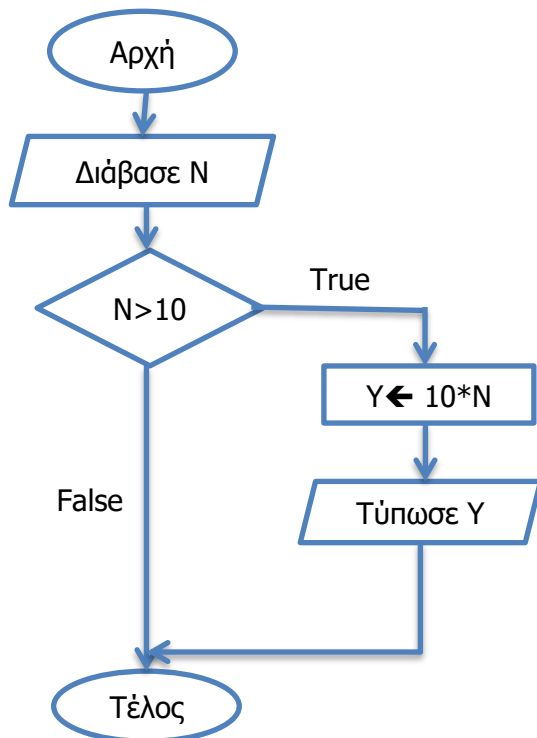 Αρχή
Διάβασε Ν
Ν>10
True
Υ🡸 10*Ν
Τύπωσε Υ
False
Τέλος